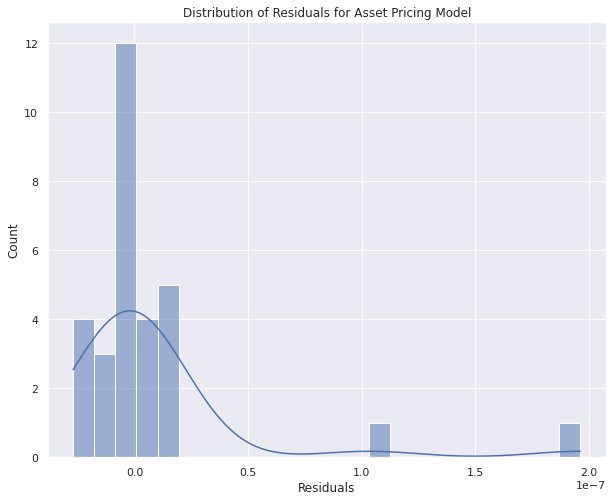 Distribution of Residuals for Asset Pricing Model
12
10
8
6
4
2
0
Count
0.0 0.5 1.0 1.5 2.0
1e−7
Residuals